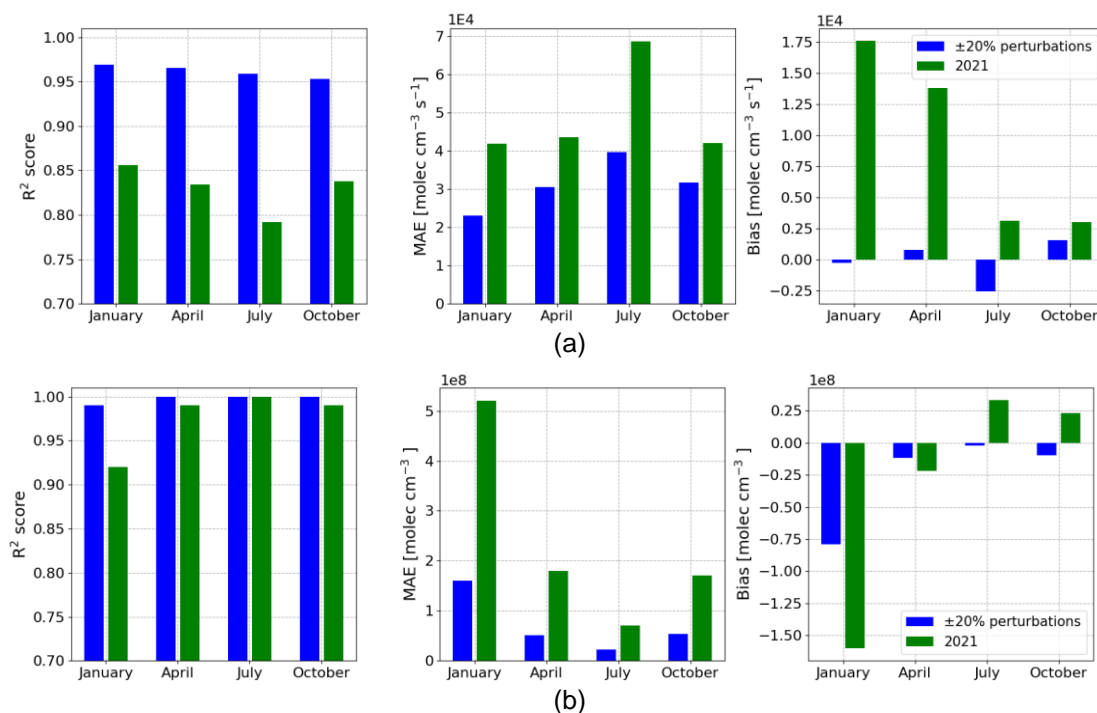 1E4
1E4
1.00
0.95
0.90
0.85
0.80
0.75
0.70
R² score
January April July October
7
6
5
4
3
2
1
0
MAE [molec cm⁻³ s⁻¹]
January April July October
1.75
1.50
1.25
1.00
0.75
0.50
0.25
0.00
−0.25
Bias [molec cm⁻³ s⁻¹]
±20% perturbations
2021
January April July October
(a)
1e8
1e8
1.00
0.95
0.90
0.85
0.80
0.75
0.70
R² score
January April July October
5
4
3
2
1
0
MAE [molec cm⁻³ ]
January April July October
0.25
0.00
−0.25
−0.50
−0.75
−1.00
−1.25
−1.50
Bias [molec cm⁻³ ]
±20% perturbations
2021
January April July October
(b)